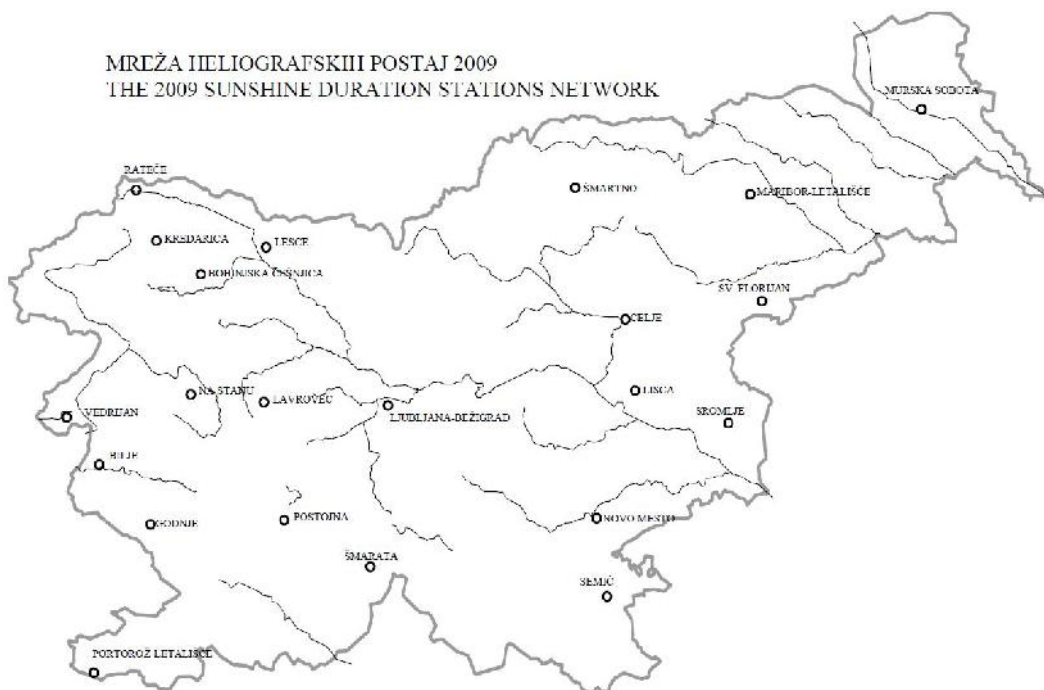 MREŽA HELIOGRAFSKIH POSTAJ 2009
THE 2009 SUNSHINE DURATION STATIONS NETWORK
MURSKA SOBOTA
RATEČE
ŠMARTNO
MARIBOR-LETALIŠČE
KREDARICA
LESCE
BOHINJSKA ČEŠNJICA
SV. FLORIJAN
CELJE
NA STANU
LAVROVEC
LISCA
VEDRIJAN
LJUBLJANA-BEŽIGRAD
SROMLJE
BILJE
GODNJE
POSTOJNA
NOVO MESTO
ŠMARATA
SEMIČ
PORTOROŽ LETALIŠČE